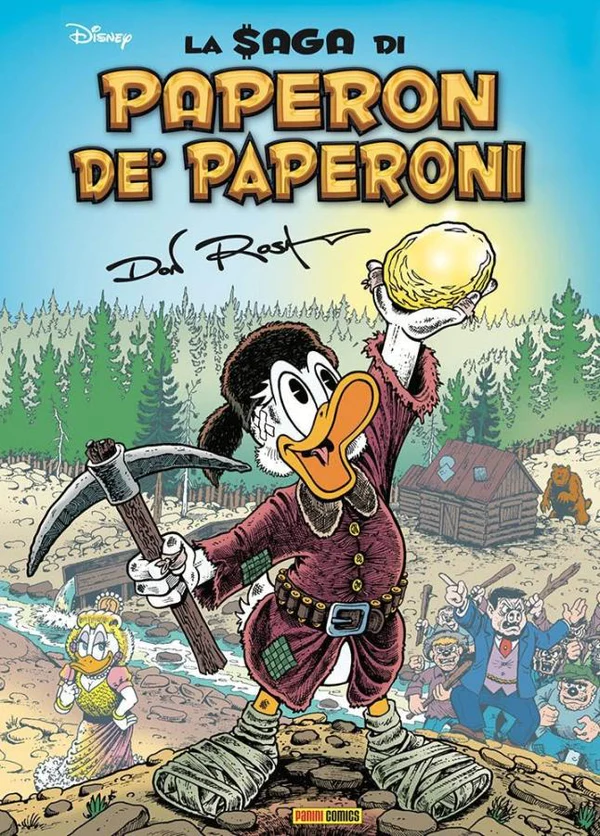 Disney
LA $AGA DI
PAPERON
DE' PAPERONI
Don Rosa
PANINI COMICS